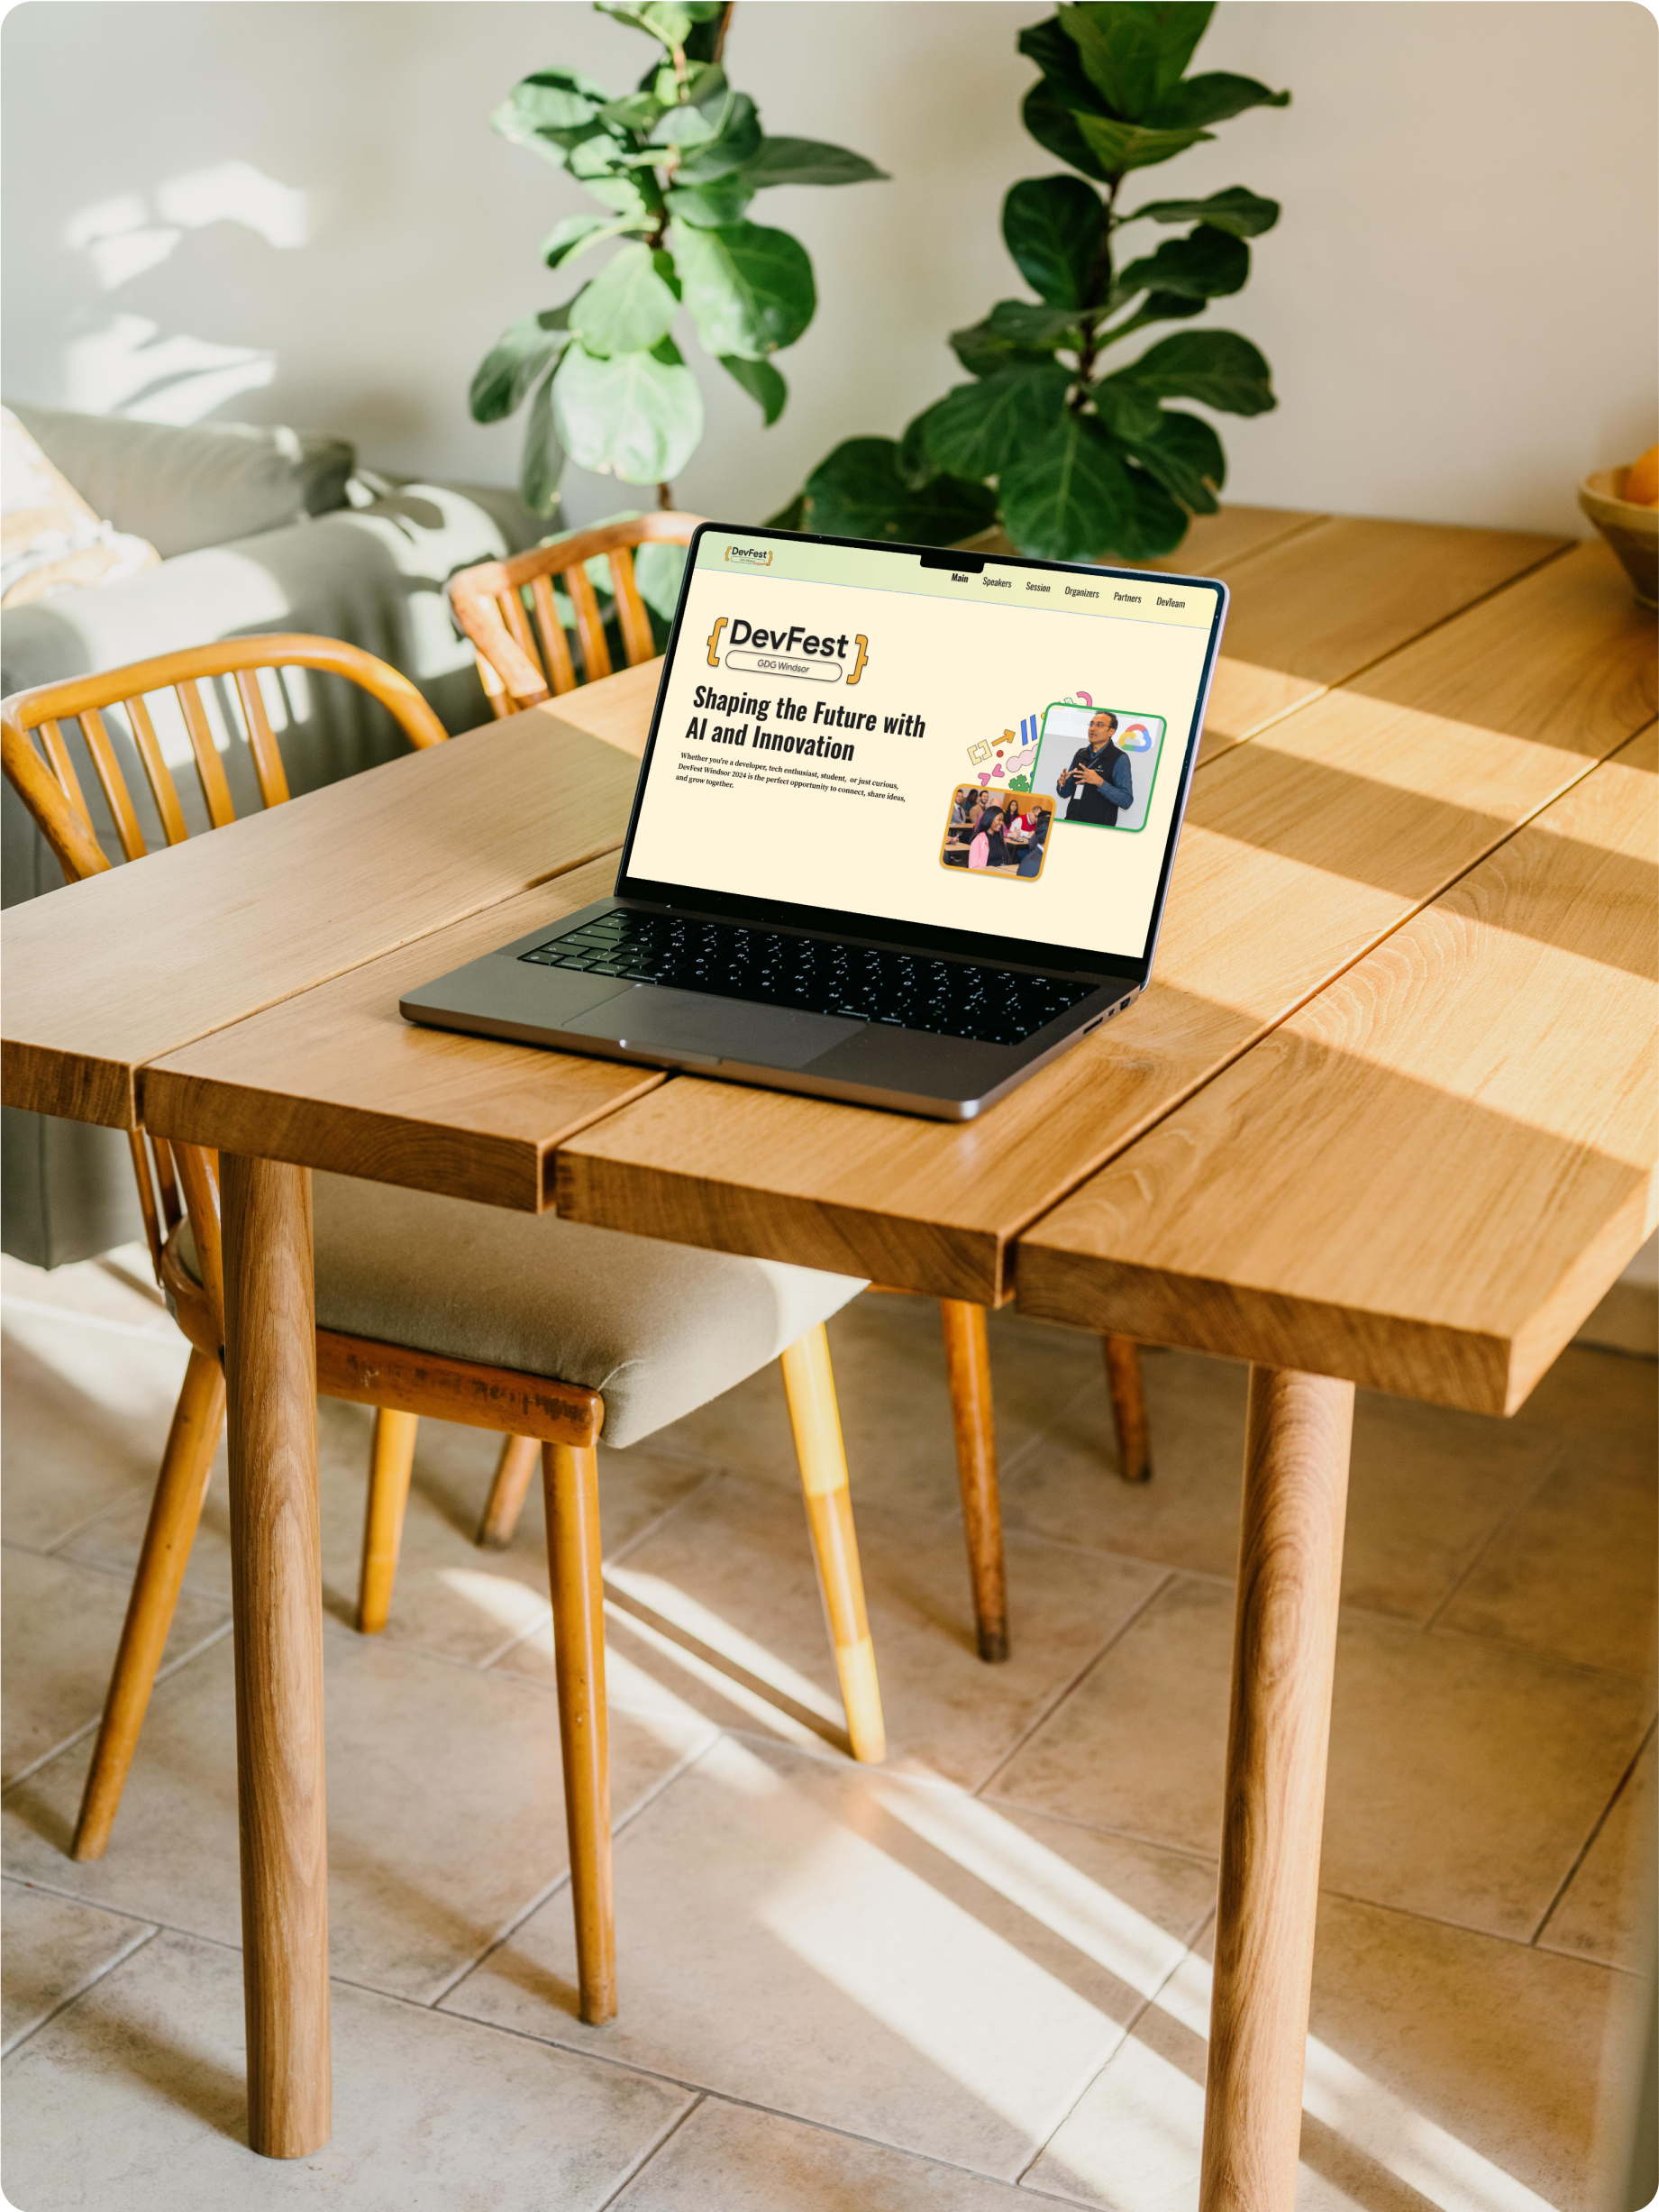 DevFest
Main Speakers Session Organizers Partners DevTeam
{DevFest}
GDG Windsor
Shaping the Future with
AI and Innovation
Whether you're a developer, tech enthusiast, student, or just curious,
DevFest Windsor 2024 is the perfect opportunity to connect, share ideas,
and grow together.